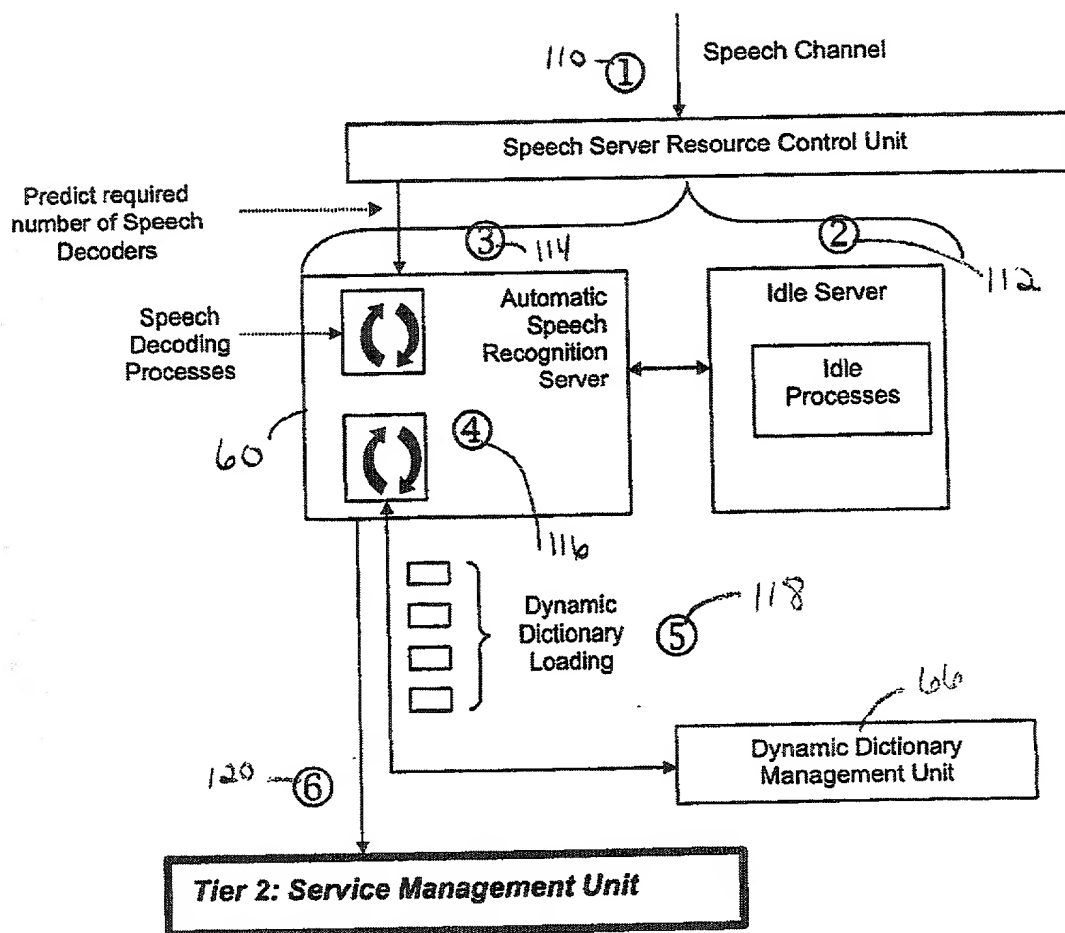 110 ① Speech Channel
Speech Server Resource Control Unit
Predict required
number of Speech
Decoders
③ 114
② 112
Speech
Decoding
Processes
Automatic
Speech
Recognition
Server
Idle Server
Idle
Processes
60
④ 116
Dynamic
Dictionary
Loading
⑤ 118
66
Dynamic Dictionary
Management Unit
120 ⑥
Tier 2: Service Management Unit